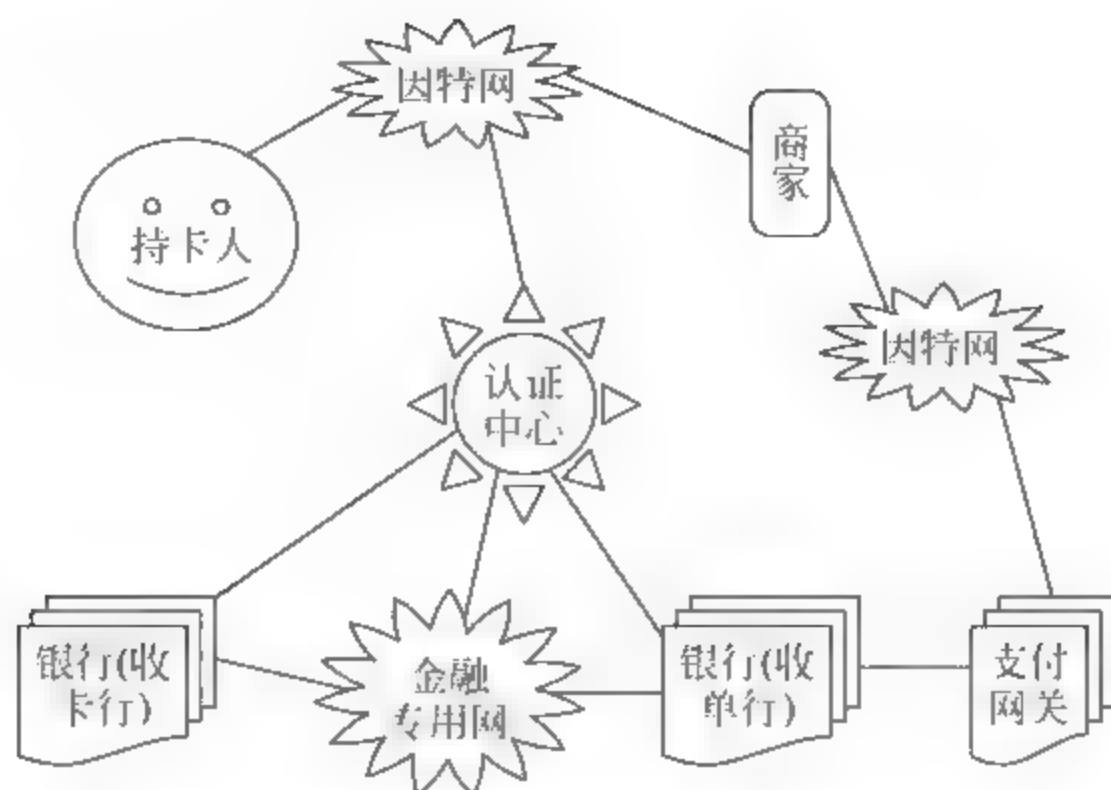 因特网
商
家
持卡人
因特网
认证
中心
银行(收
卡行)
金融
专用网
银行(收
单行)
支付
网关